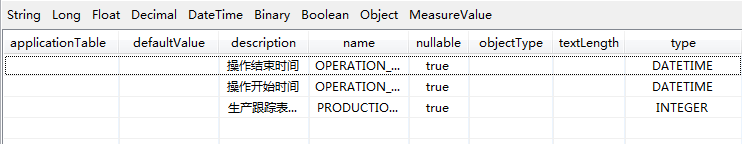 String Long Float Decimal DateTime Binary Boolean Object MeasureValue
applicationTable defaultValue description name nullable objectType textLength type
操作结束时间 OPERATION_... true DATETIME
操作开始时间 OPERATION_... true DATETIME
生产跟踪表... PRODUCTIO... true INTEGER